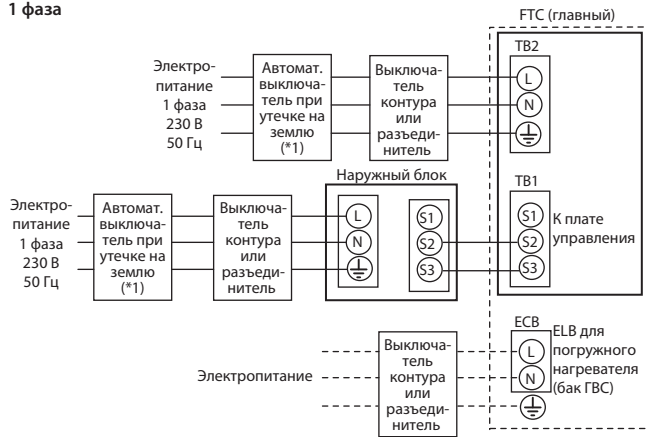 1 фаза
FTC (главный)
TB2
Электро-
питание
1 фаза
230 В
50 Гц
Автомат.
выключа-
тель при
утечке на
землю
(*1)
Выключа-
тель
контура
или
разъеди-
нитель
L
N
Наружный блок
TB1
Электро-
питание
1 фаза
230 В
50 Гц
Автомат.
выключа-
тель при
утечке на
землю
(*1)
Выключа-
тель
контура
или
разъеди-
нитель
L
N
S1
S2
S3
S1
S2
S3
К плате
управления
ECB
Электропитание
Выключа-
тель
контура
или
разъеди-
нитель
L
N
ELB для
погружного
нагревателя
(бак ГВС)